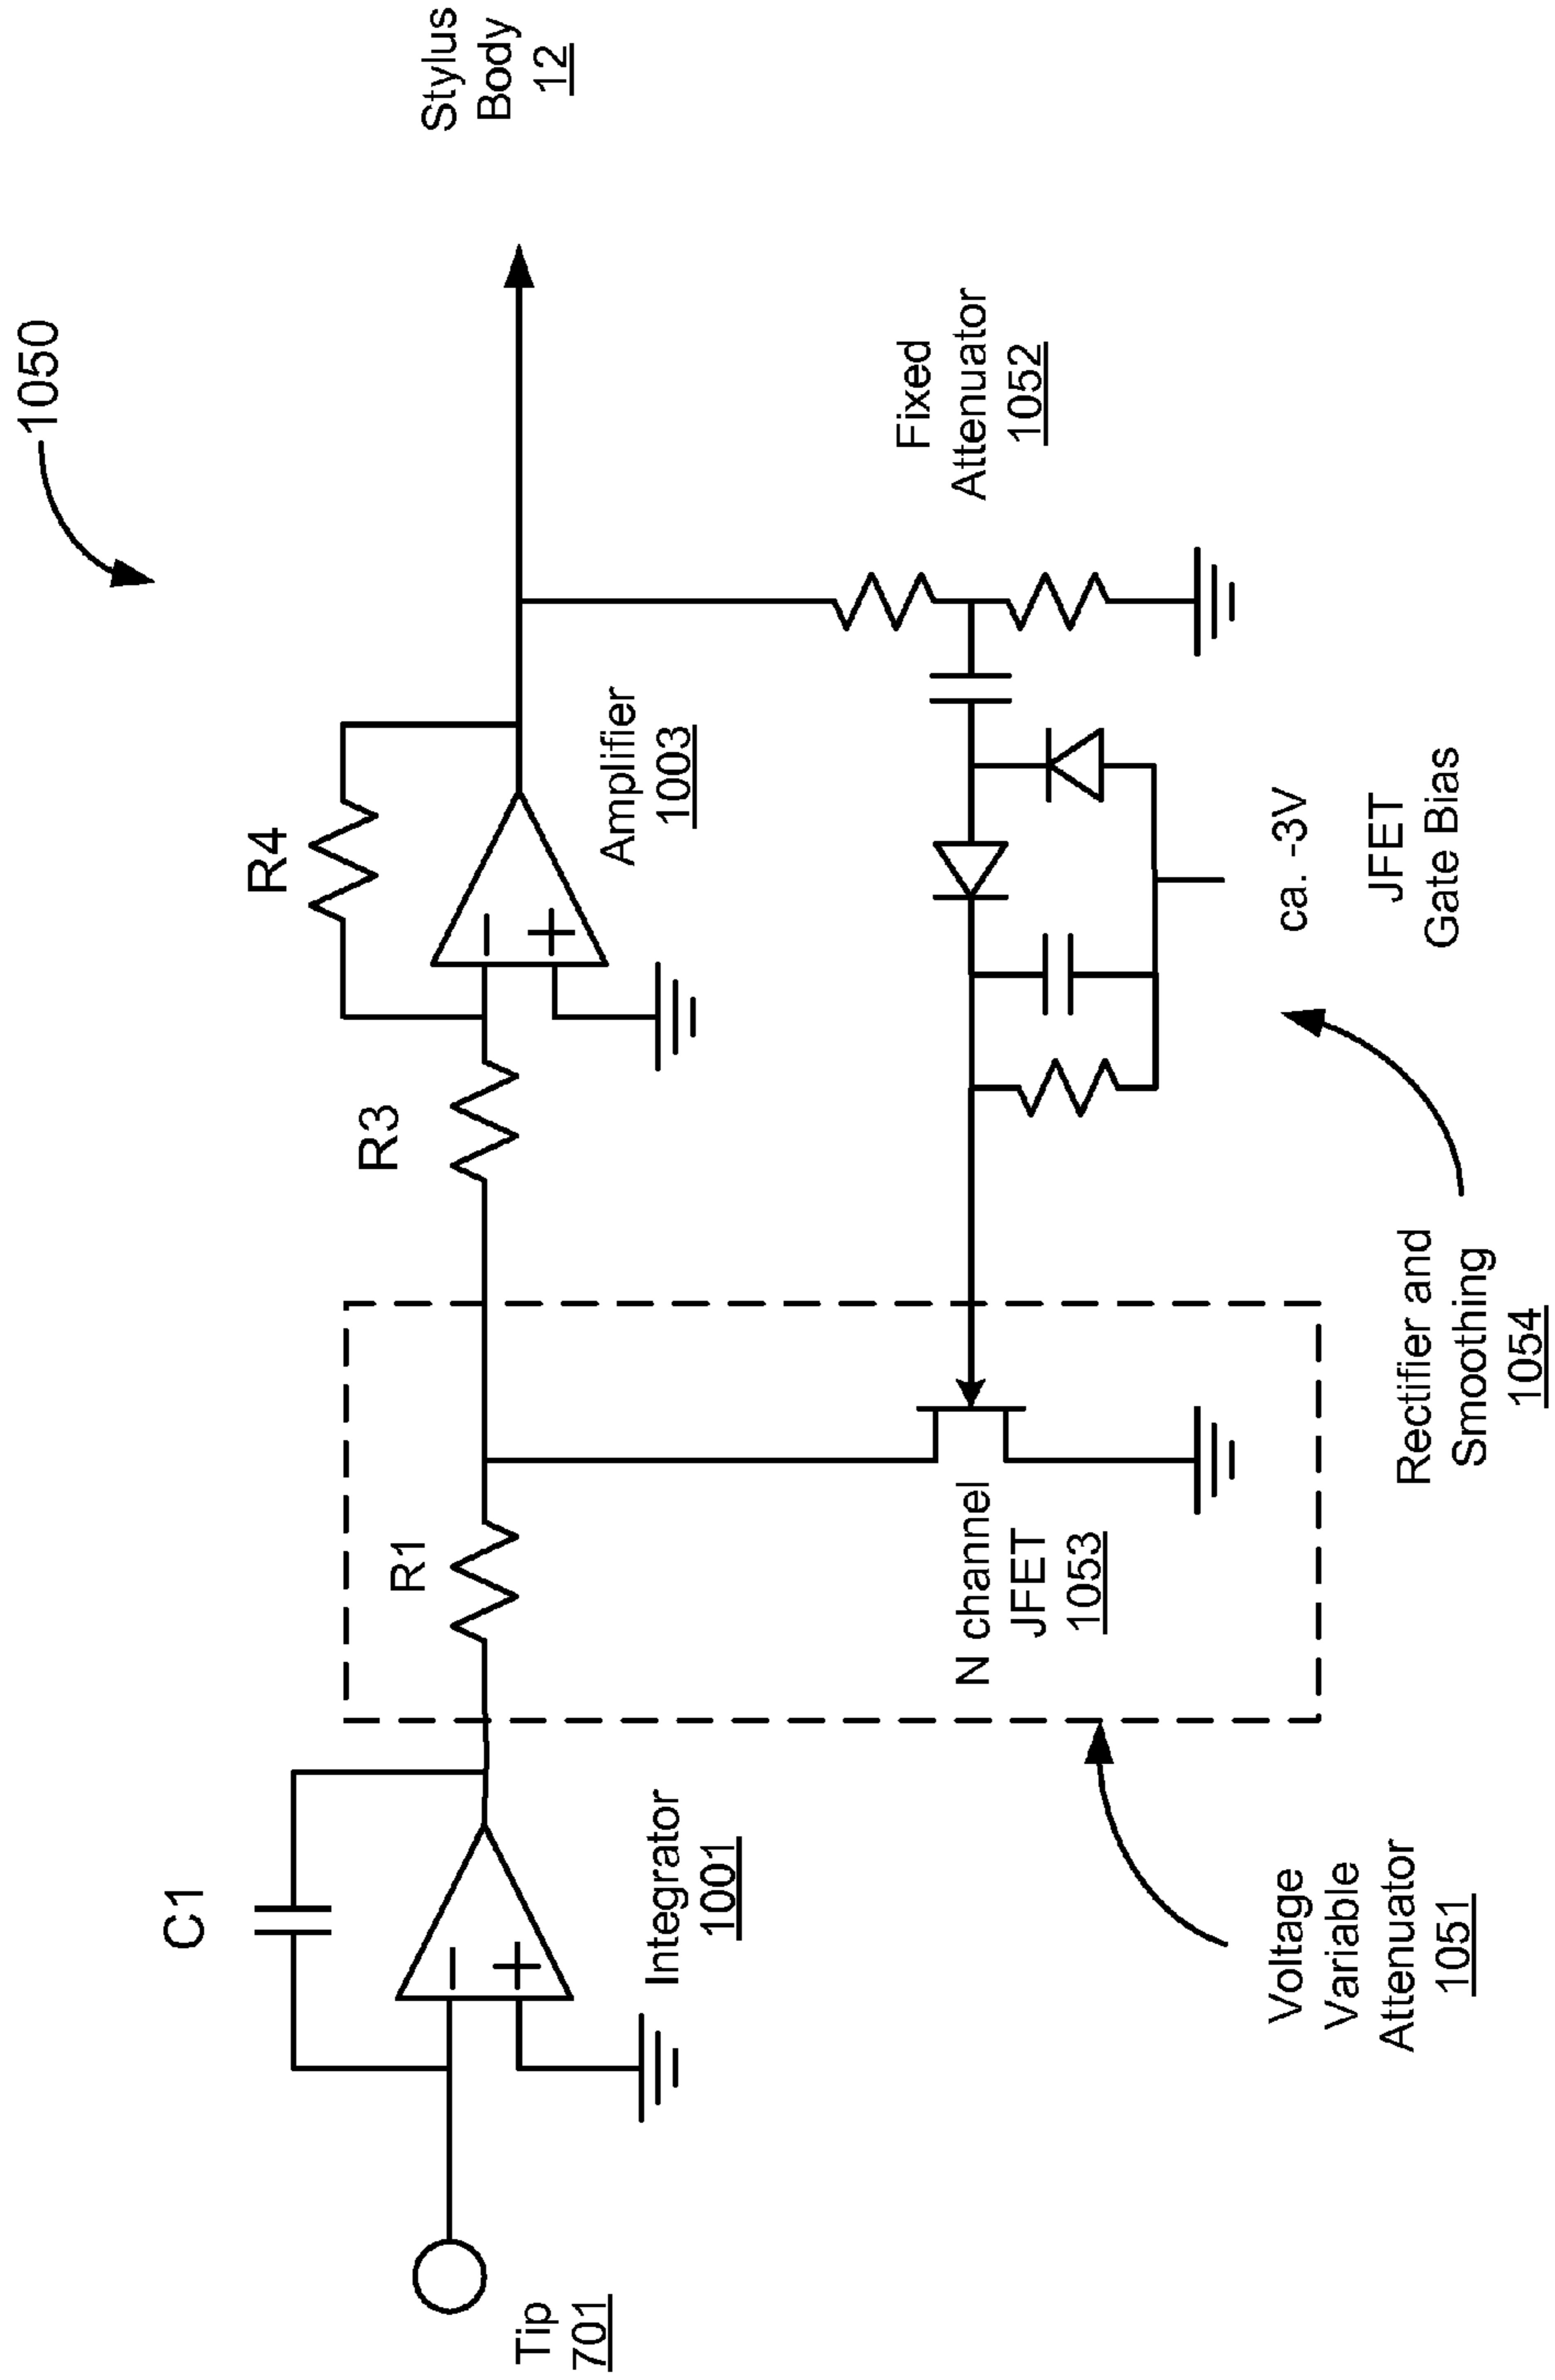 1050
Stylus
Body
12
R4
Amplifier
1003
R3
Fixed
Attenuator
1052
C1
R1
Integrator
1001
Tip
701
N channel
JFET
1053
ca. -3V
JFET
Gate Bias
Voltage
Variable
Attenuator
1051
Rectifier and
Smoothing
1054